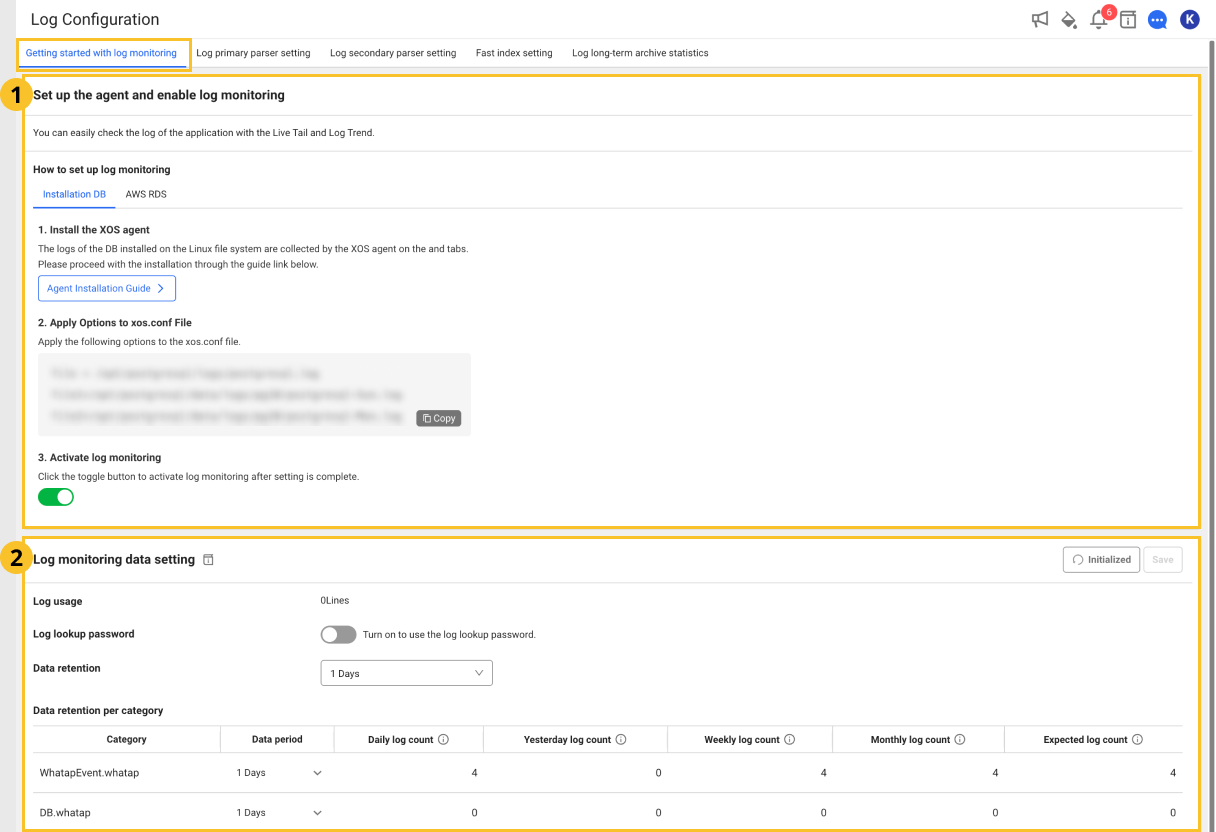 Log Configuration
6
K
Getting started with log monitoring
Log primary parser setting
Log secondary parser setting
Fast index setting
Log long-term archive statistics
1
Set up the agent and enable log monitoring
You can easily check the log of the application with the Live Tail and Log Trend.
How to set up log monitoring
Installation DB
AWS RDS
1. Install the XOS agent
The logs of the DB installed on the Linux file system are collected by the XOS agent on the and tabs.
Please proceed with the installation through the guide link below.
Agent Installation Guide
2. Apply Options to xos.conf File
Apply the following options to the xos.conf file.
Copy
3. Activate log monitoring
Click the toggle button to activate log monitoring after setting is complete.
2
Log monitoring data setting
Initialized
Save
Log usage
0Lines
Log lookup password
Turn on to use the log lookup password.
Data retention
1 Days
Data retention per category
Category
Data period
Daily log count
Yesterday log count
Weekly log count
Monthly log count
Expected log count
WhatapEvent.whatap
1 Days
4
0
4
4
4
DB.whatap
1 Days
0
0
0
0
0